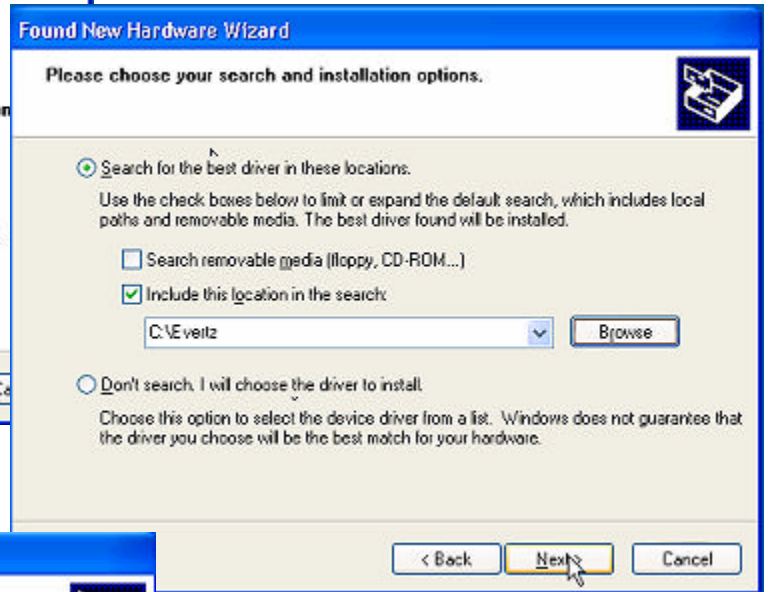 Found New Hardware Wizard
Please choose your search and installation options.
Search for the best driver in these locations.
Use the check boxes below to limit or expand the default search, which includes local
paths and removable media. The best driver found will be installed.
Search removable media (floppy, CD-ROM...)
Include this location in the search:
C:\Evertz
Browse
Don't search. I will choose the driver to install.
Choose this option to select the device driver from a list. Windows does not guarantee that
the driver you choose will be the best match for your hardware.
< Back
Next >
Cancel